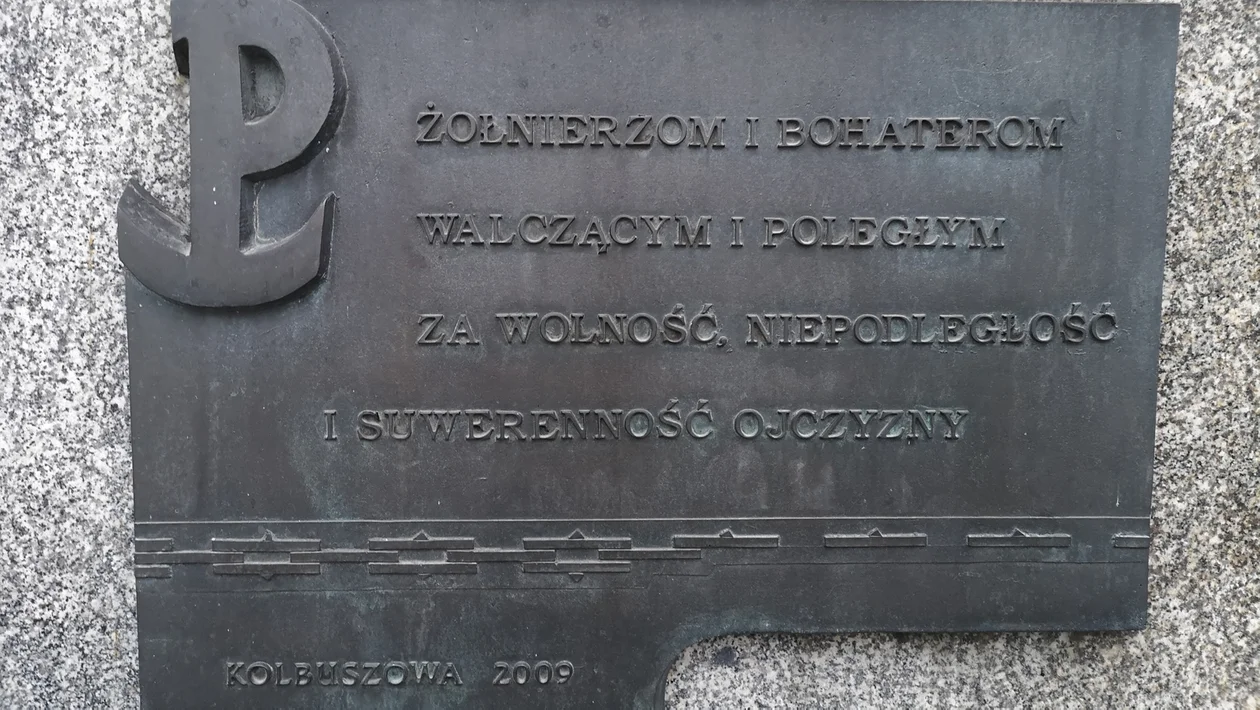 ŻOŁNIERZOM I BOHATEROM
WALCZĄCYM I POLEGŁYM
ZA WOLNOŚĆ, NIEPODLEGŁOŚĆ
I SUWERENNOŚĆ OJCZYZNY
KOLBUSZOWA 2009